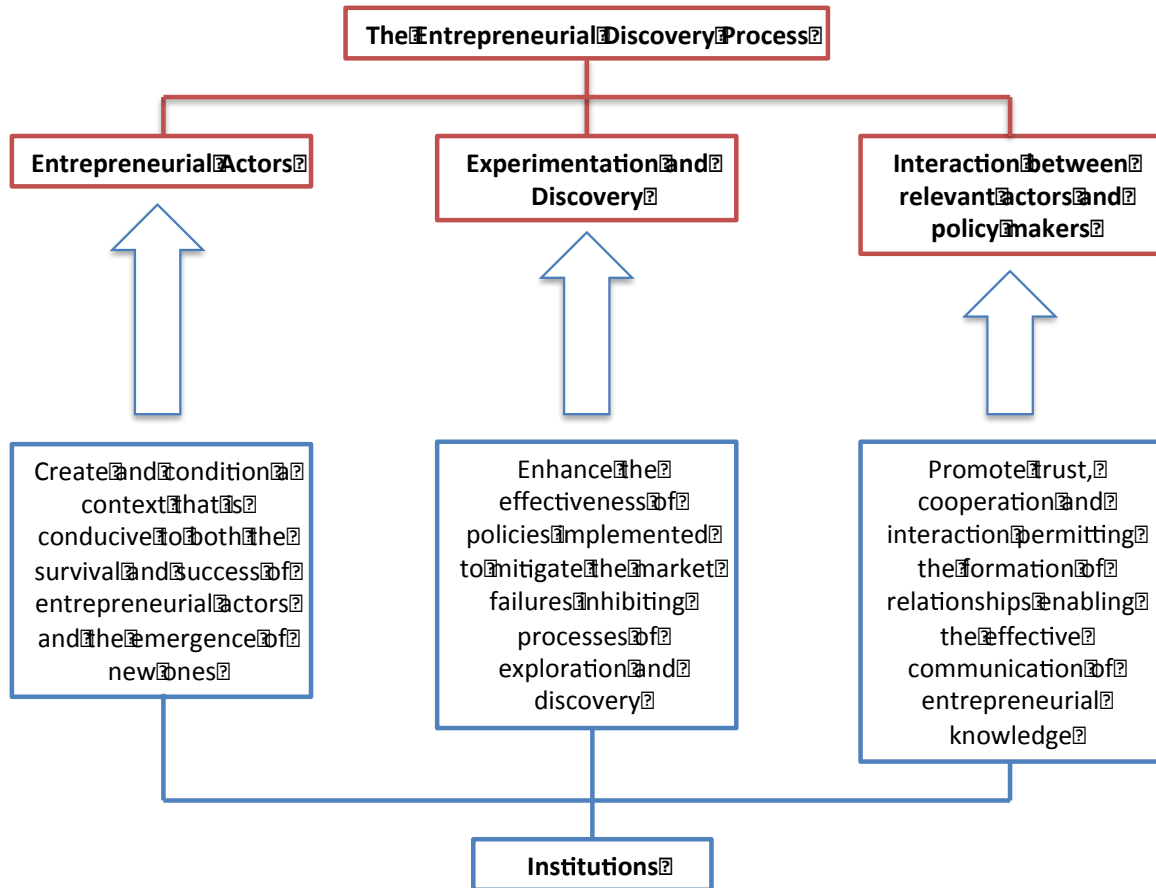 The Entrepreneurial Discovery Process
Entrepreneurial Actors
Experimentation and
Discovery
Interaction between
relevant actors and
policy makers
Create and condition a
context that is
conducive to both the
survival and success of
entrepreneurial actors
and the emergence of
new ones
Enhance the
effectiveness of
policies implemented
to mitigate the market
failures inhibiting
processes of
exploration and
discovery
Promote trust,
cooperation and
interaction permitting
the formation of
relationships enabling
the effective
communication of
entrepreneurial
knowledge
Institutions